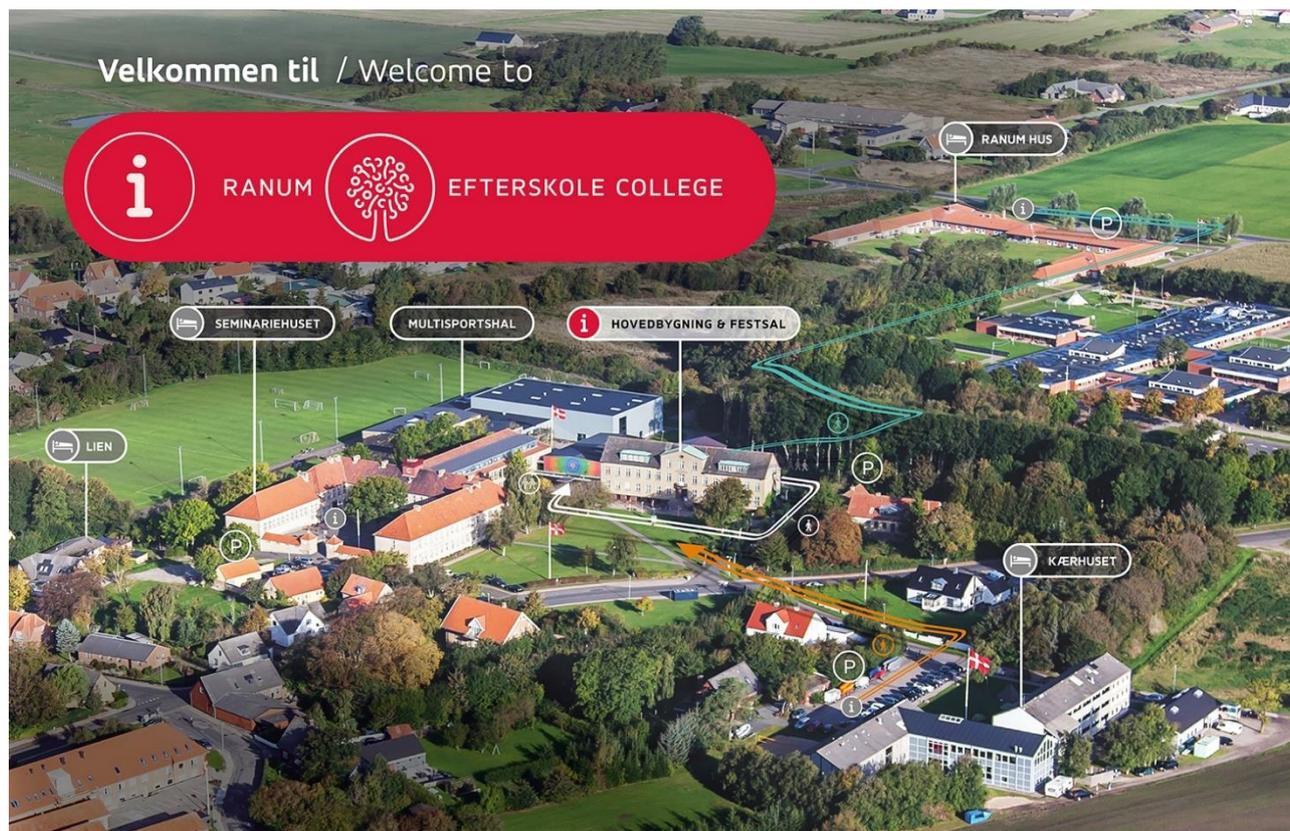 Velkommen til / Welcome to
i RANUM EFTERSKOLE COLLEGE
RANUM HUS
i P
SEMINARIEHUSET
MULTISPORTSHAL
i HOVEDBYGNING & FESTSAL
LIEN
P
i
P
KÆRHUSET
P
i